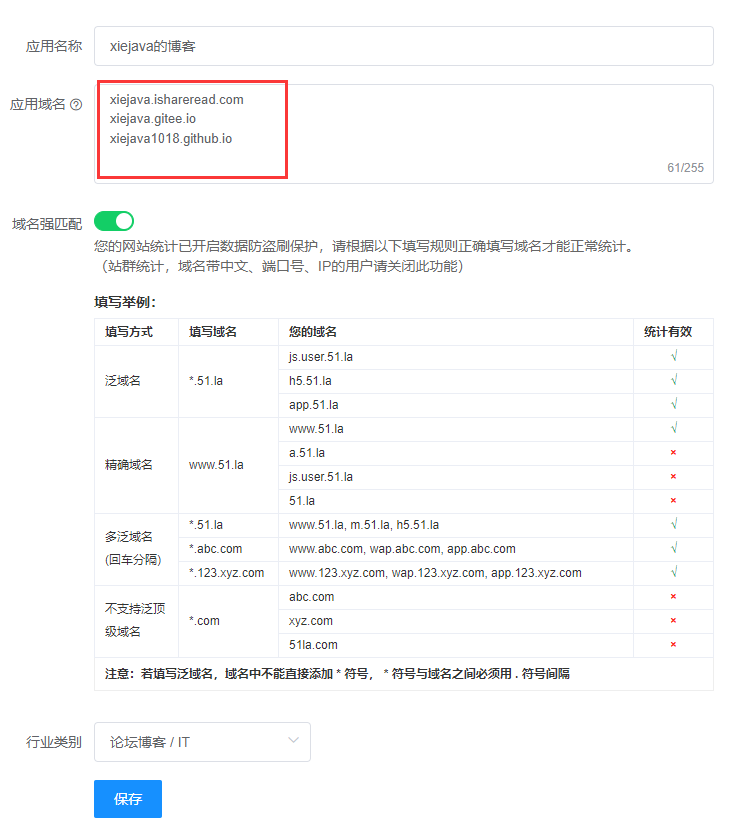 应用名称
xiejava的博客
应用域名
xiejava.ishareread.com
xiejava.gitee.io
xiejava1018.github.io
61/255
域名强匹配
您的网站统计已开启数据防盗刷保护，请根据以下填写规则正确填写域名才能正常统计。
（站群统计，域名带中文、端口号、IP的用户请关闭此功能）
填写举例：
填写方式 填写域名 您的域名 统计有效
泛域名 *.51.la
js.user.51.la √
h5.51.la √
app.51.la √
精确域名 www.51.la
www.51.la √
a.51.la ×
js.user.51.la ×
51.la ×
多泛域名
(回车分隔)
*.51.la www.51.la, m.51.la, h5.51.la √
*.abc.com www.abc.com, wap.abc.com, app.abc.com √
*.123.xyz.com www.123.xyz.com, wap.123.xyz.com, app.123.xyz.com √
不支持泛顶
级域名
*.com
abc.com ×
xyz.com ×
51la.com ×
注意：若填写泛域名，域名中不能直接添加 * 符号， * 符号与域名之间必须用 . 符号间隔
行业类别
论坛博客 / IT
保存